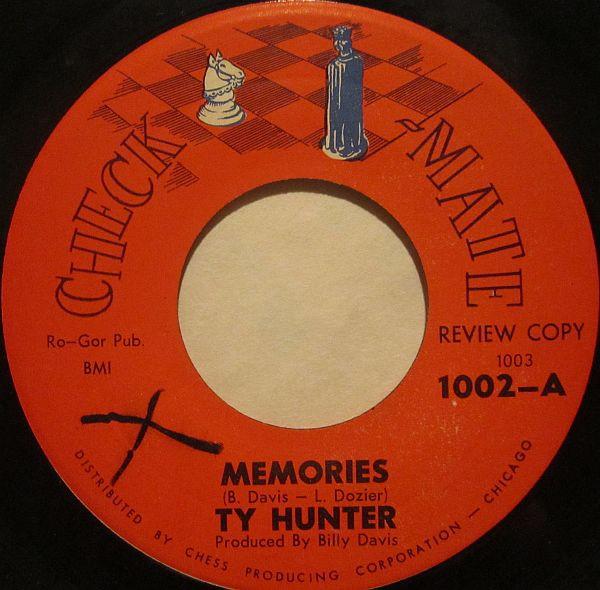 CHECK-MATE
Ro-Gor Pub.
BMI
REVIEW COPY
1003
1002-A
MEMORIES
(B. Davis - L. Dozier)
TY HUNTER
Produced By Billy Davis
DISTRIBUTED BY CHESS PRODUCING CORPORATION - CHICAGO